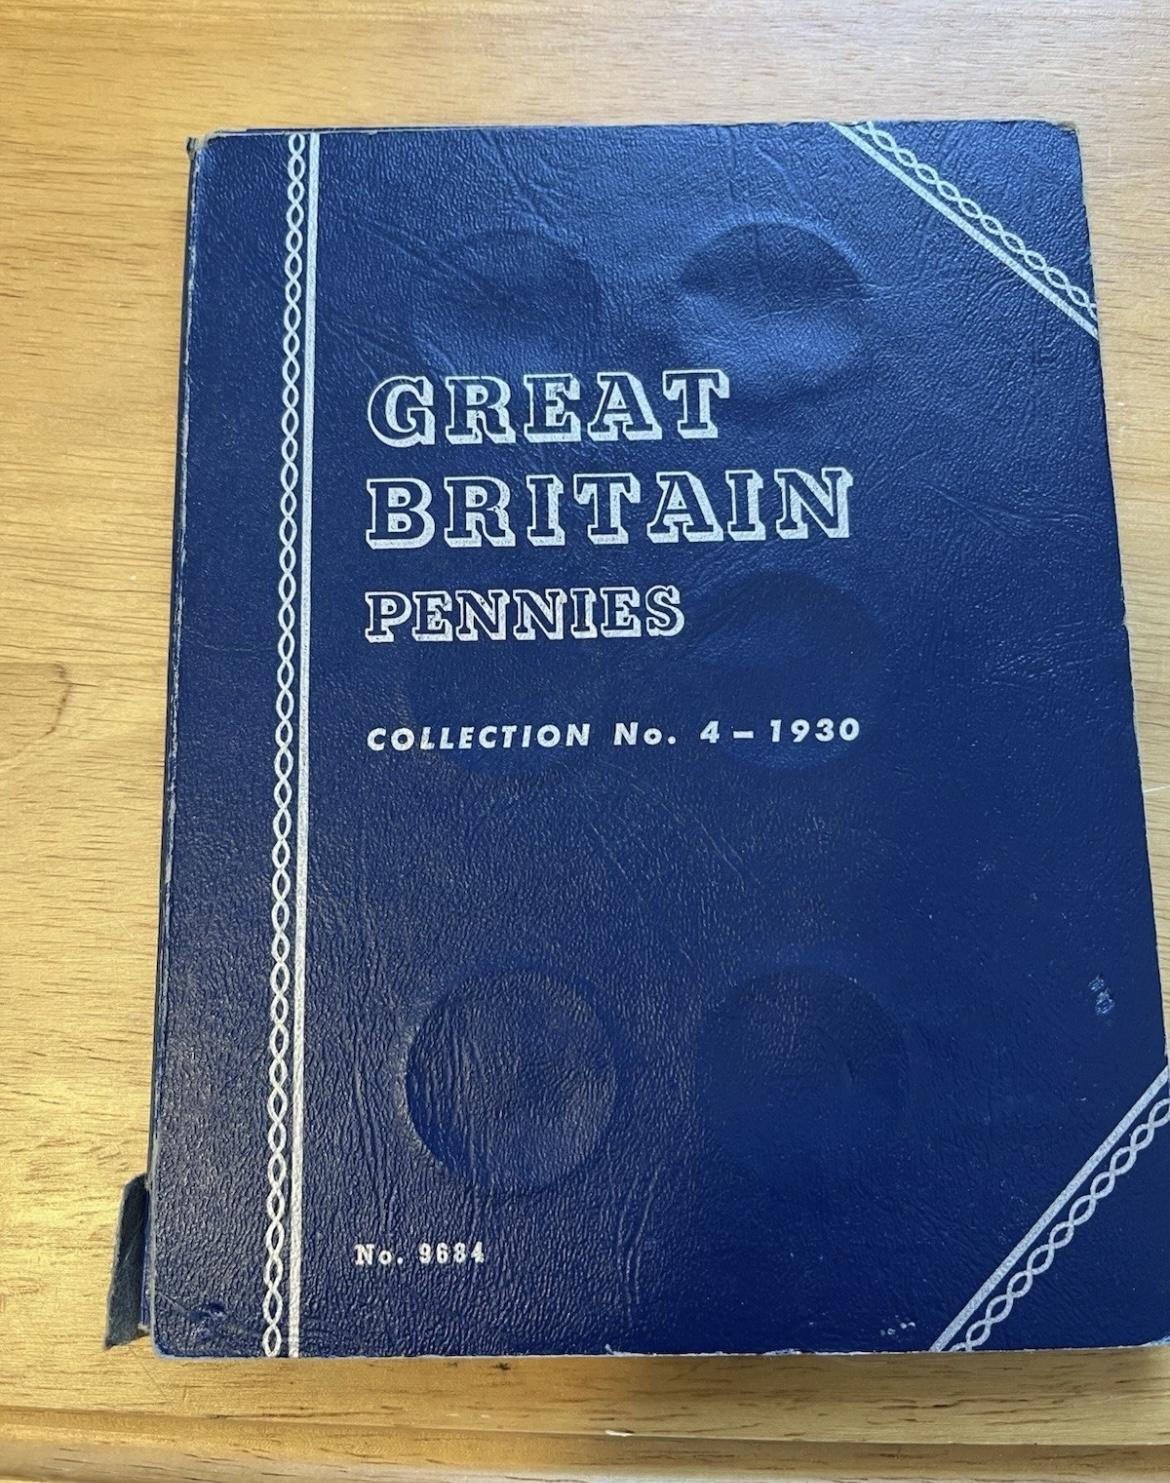 GREAT
BRITAIN
PENNIES
COLLECTION No. 4 – 1930
No. 9684